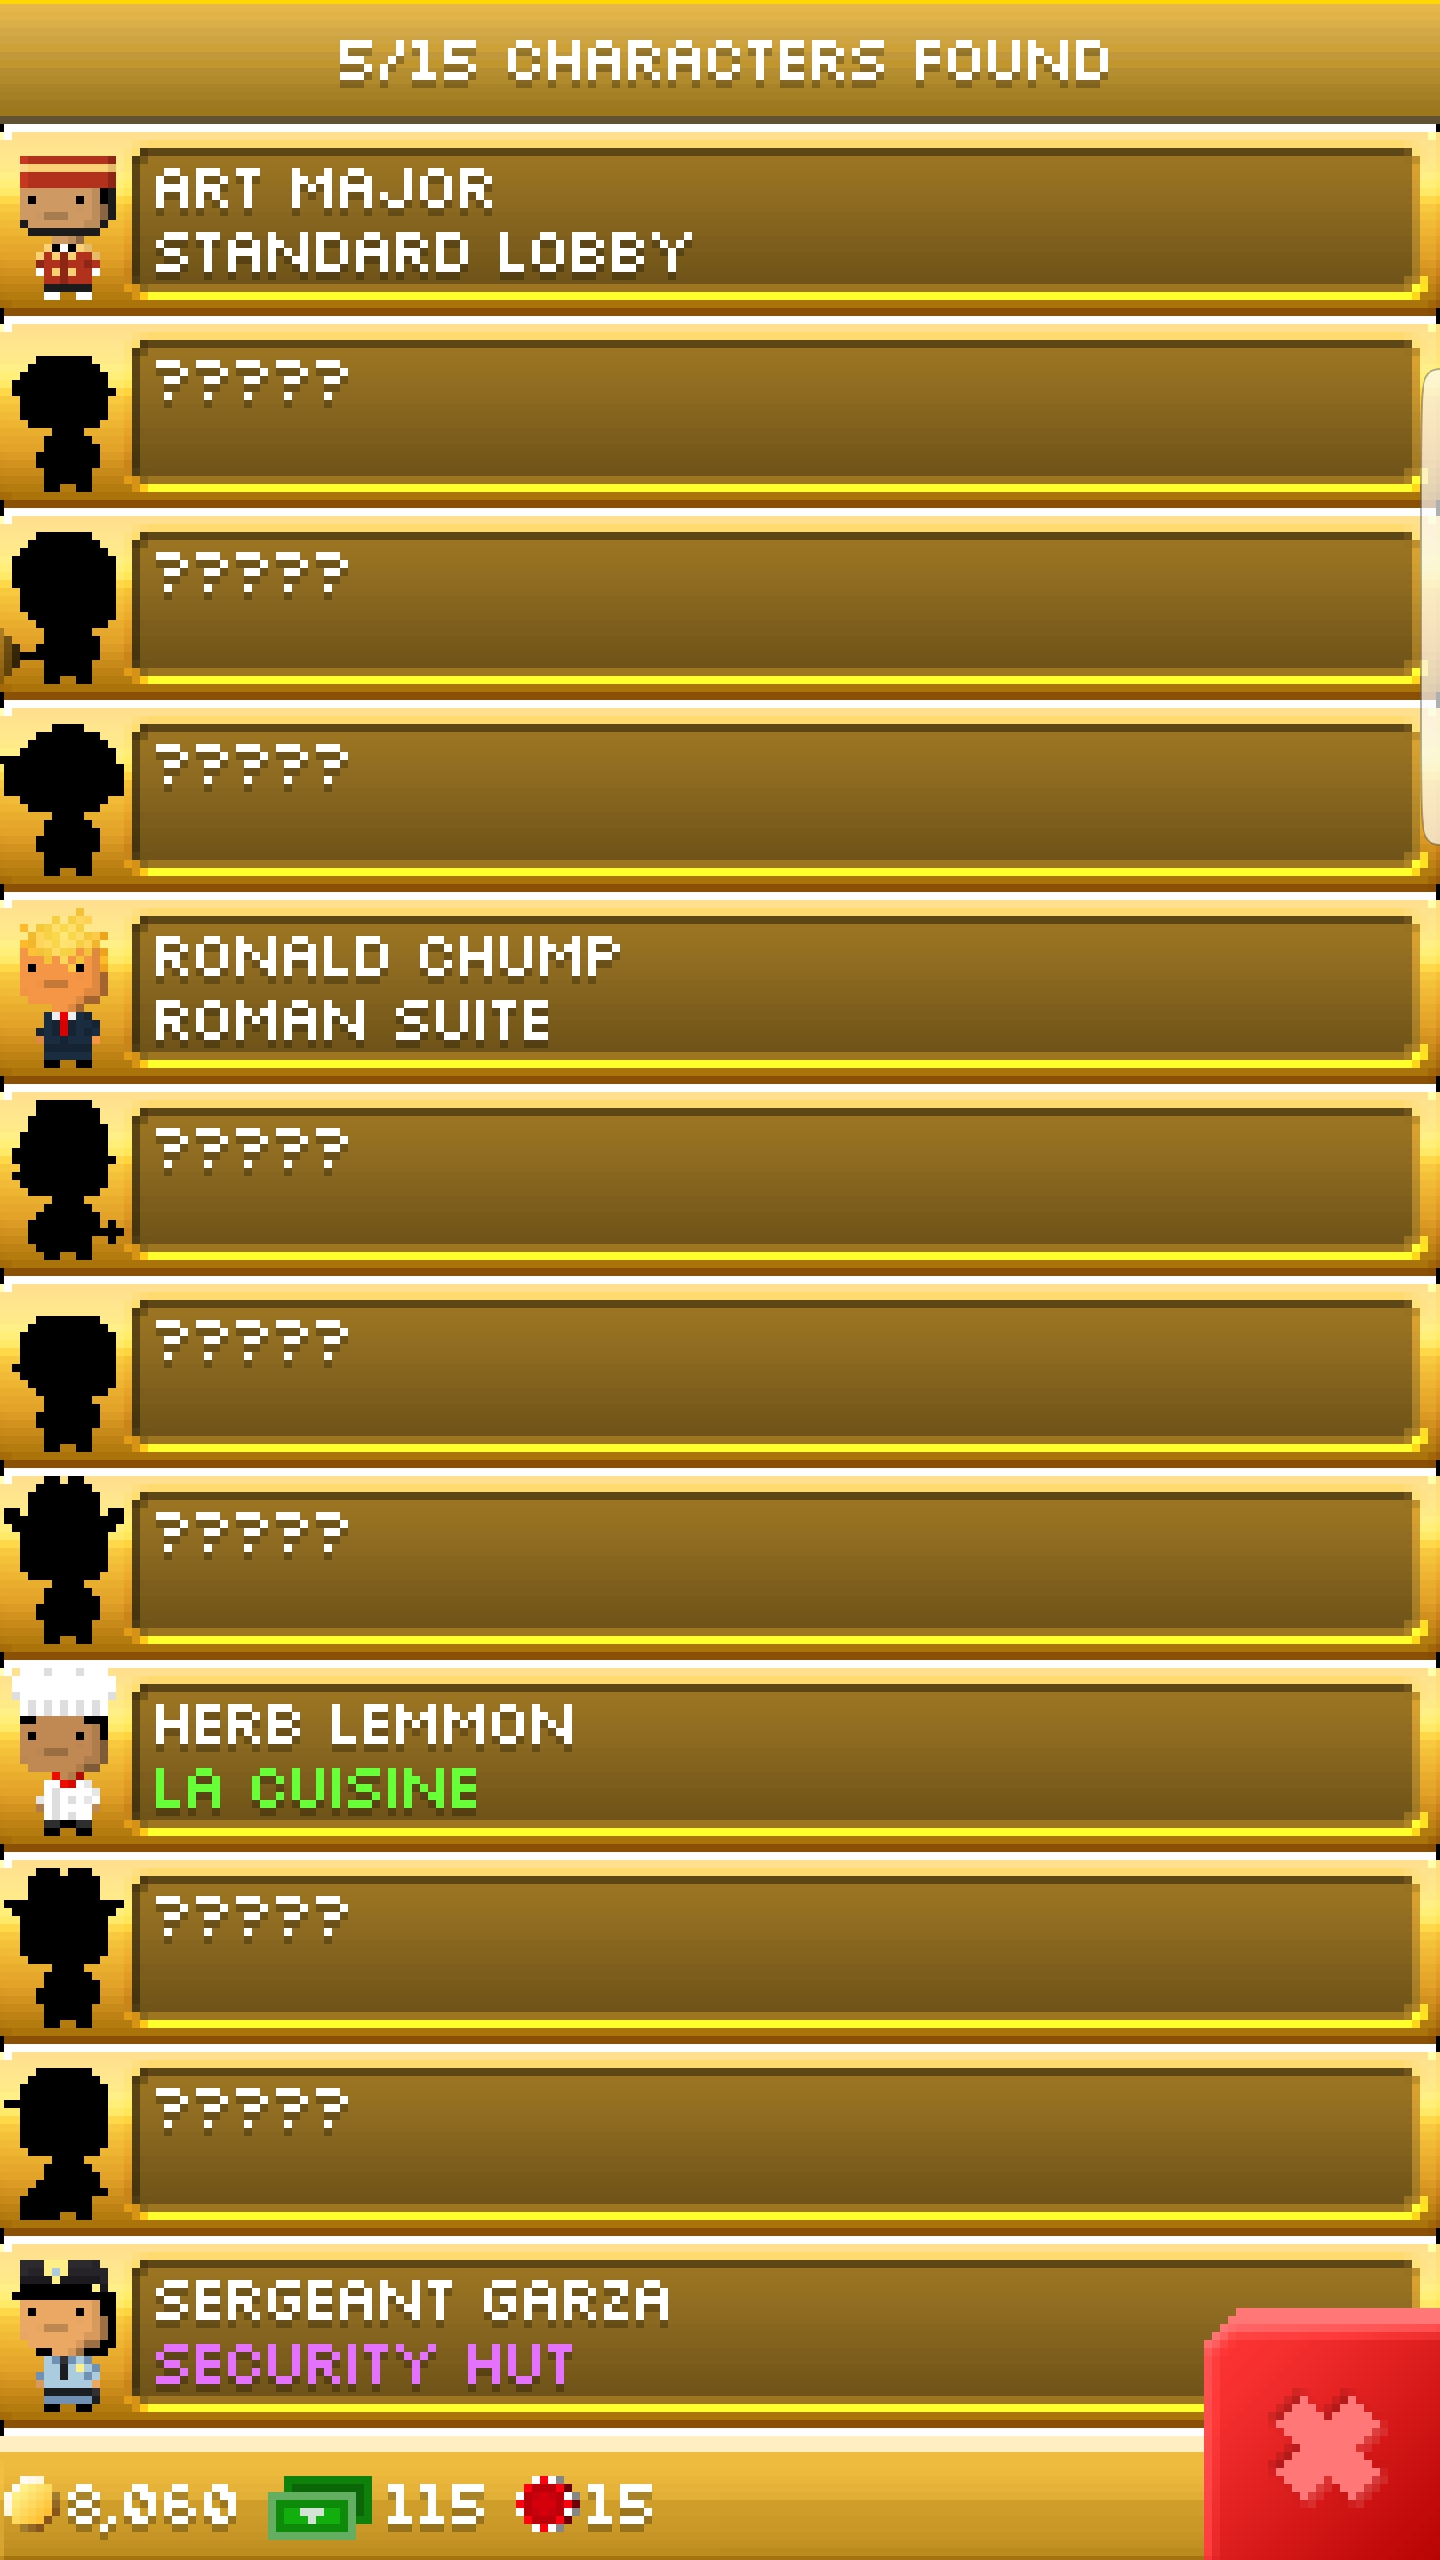 5/15 CHARACTERS FOUND
ART MAJOR
STANDARD LOBBY
?????
?????
?????
RONALD CHUMP
ROMAN SUITE
?????
?????
?????
HERB LEMMON
LA CUISINE
?????
?????
SERGEANT GARZA
SECURITY HUT
8,060 115 15